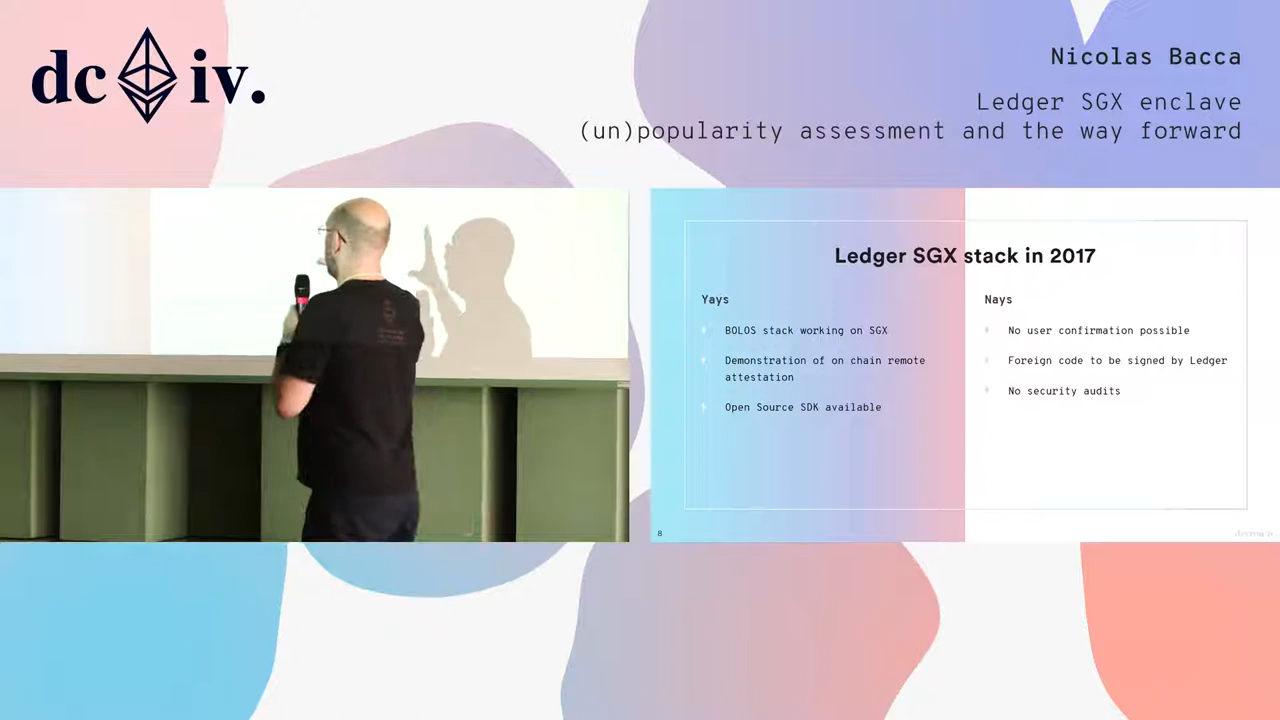 dc iv.
Nicolas Bacca
Ledger SGX enclave
(un)popularity assessment and the way forward
Ledger SGX stack in 2017
Yays
BOLOS stack working on SGX
Demonstration of on chain remote
attestation
Open Source SDK available
Nays
No user confirmation possible
Foreign code to be signed by Ledger
No security audits
8
devcon iv